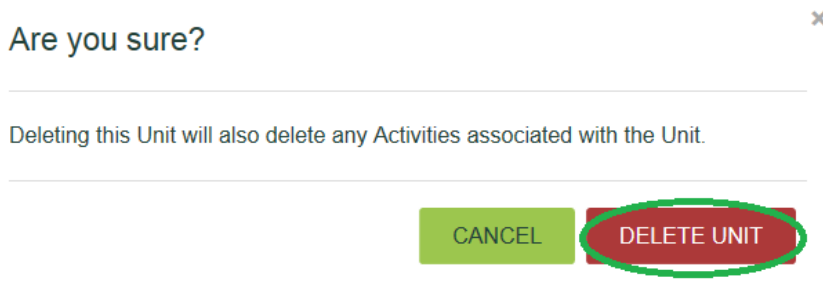 Are you sure?
Deleting this Unit will also delete any Activities associated with the Unit.
CANCEL
DELETE UNIT